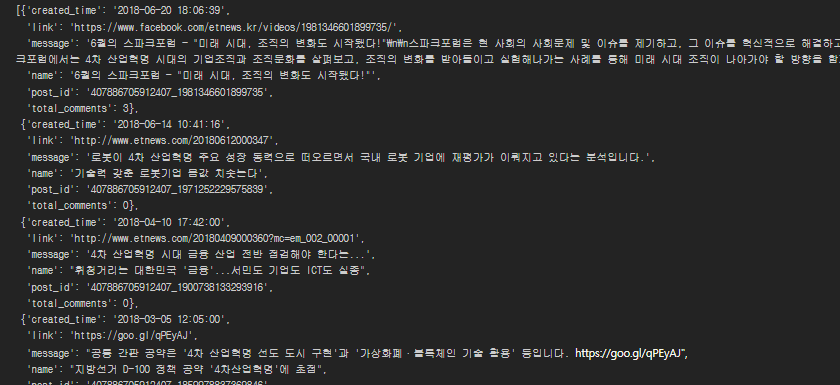 [{'created_time': '2018-06-20 18:06:39',
'link': 'https://www.facebook.com/etnews.kr/videos/1981346601899735/',
'message': '6월의 스파크포럼 - "미래 시대, 조직의 변화도 시작됐다!"₩n₩n스파크포럼은 현 사회의 사회문제 및 이슈를 제기하고, 그 이슈를 혁신적으로 해결하고
크포럼에서는 4차 산업혁명 시대의 기업조직과 조직문화를 살펴보고, 조직의 변화를 받아들이고 실험해나가는 사례를 통해 미래 시대 조직이 나아가야 할 방향을 함
'name': '6월의 스파크포럼 - "미래 시대, 조직의 변화도 시작됐다!"',
'post_id': '407886705912407_1981346601899735',
'total_comments': 3},
{'created_time': '2018-06-14 10:41:16',
'link': 'http://www.etnews.com/20180612000347',
'message': '로봇이 4차 산업혁명 주요 성장 동력으로 떠오르면서 국내 로봇 기업에 재평가가 이뤄지고 있다는 분석입니다.',
'name': '기술력 갖춘 로봇기업 몸값 치솟는다',
'post_id': '407886705912407_1971252229575839',
'total_comments': 0},
{'created_time': '2018-04-10 17:42:00',
'link': 'http://www.etnews.com/20180409000360?mc=em_002_00001',
'message': '4차 산업혁명 시대 금융 산업 전반 점검해야 한다는...',
'name': "휘청거리는 대한민국 '금융'...서민도 기업도 ICT도 실종",
'post_id': '407886705912407_1900738133293916',
'total_comments': 0},
{'created_time': '2018-03-05 12:05:00',
'link': 'https://goo.gl/qPEyAJ',
'message': "공통 간판 공약은 '4차 산업혁명 선도 도시 구현'과 '가상화폐·블록체인 기술 활용' 등입니다. https://goo.gl/qPEyAJ",
'name': "지방선거 D-100 정책 공약 '4차산업혁명'에 초점",